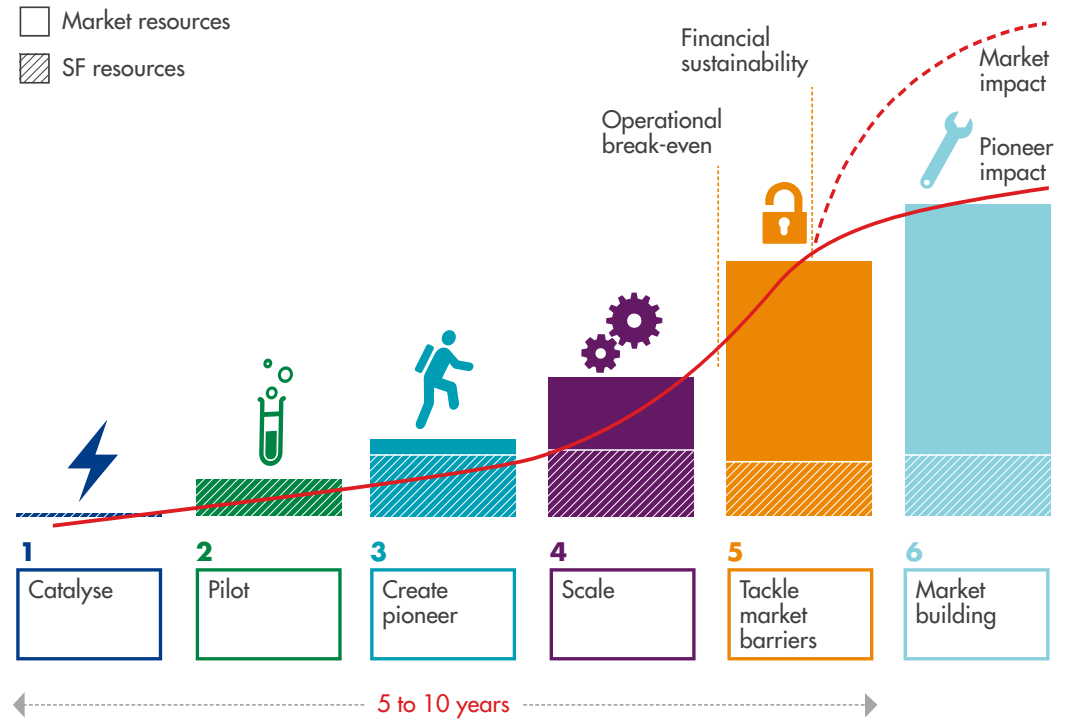 Market resources
SF resources
Financial
sustainability
Operational
break-even
Market
impact
Pioneer
impact
1
Catalyse
2
Pilot
3
Create
pioneer
4
Scale
5
Tackle
market
barriers
6
Market
building
5 to 10 years